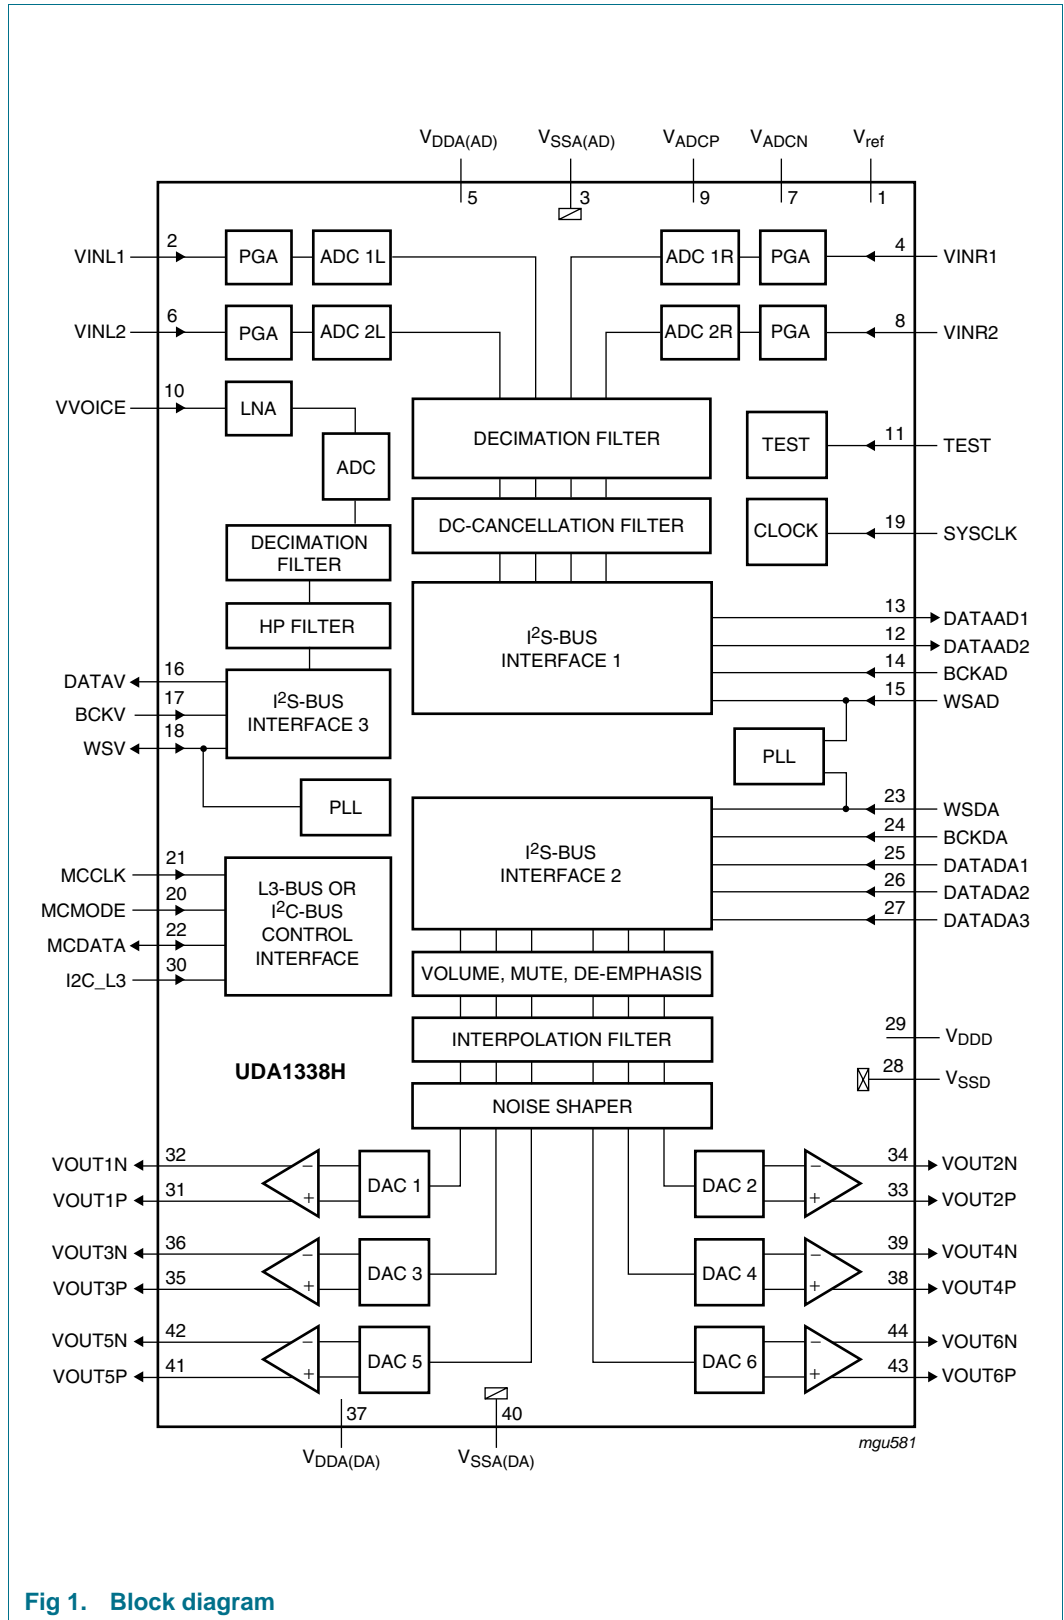 VDDA(AD) VSSA(AD) VADCP VADCN Vref
5 3 9 7 1
VINL1 2 PGA ADC 1L ADC 1R PGA 4 VINR1
VINL2 6 PGA ADC 2L ADC 2R PGA 8 VINR2
VVOICE 10 LNA
ADC
DECIMATION FILTER
TEST 11 TEST
DC-CANCELLATION FILTER
CLOCK 19 SYSCLK
DECIMATION
FILTER
HP FILTER
I2S-BUS
INTERFACE 1
13 DATAAD1
12 DATAAD2
14 BCKAD
15 WSAD
DATAV 16
BCKV 17
WSV 18
I2S-BUS
INTERFACE 3
PLL
PLL
I2S-BUS
INTERFACE 2
23 WSDA
24 BCKDA
25 DATADA1
26 DATADA2
27 DATADA3
MCCLK 21
MCMODE 20
MCDATA 22
I2C_L3 30
L3-BUS OR
I2C-BUS
CONTROL
INTERFACE
VOLUME, MUTE, DE-EMPHASIS
INTERPOLATION FILTER
29 VDDD
28 VSSD
UDA1338H
NOISE SHAPER
VOUT1N 32 − DAC 1 DAC 2 − 34 VOUT2N
VOUT1P 31 + + 33 VOUT2P
VOUT3N 36 − DAC 3 DAC 4 − 39 VOUT4N
VOUT3P 35 + + 38 VOUT4P
VOUT5N 42 − DAC 5 DAC 6 − 44 VOUT6N
VOUT5P 41 + + 43 VOUT6P
37 40
VDDA(DA) VSSA(DA)
mgu581
Fig 1. Block diagram